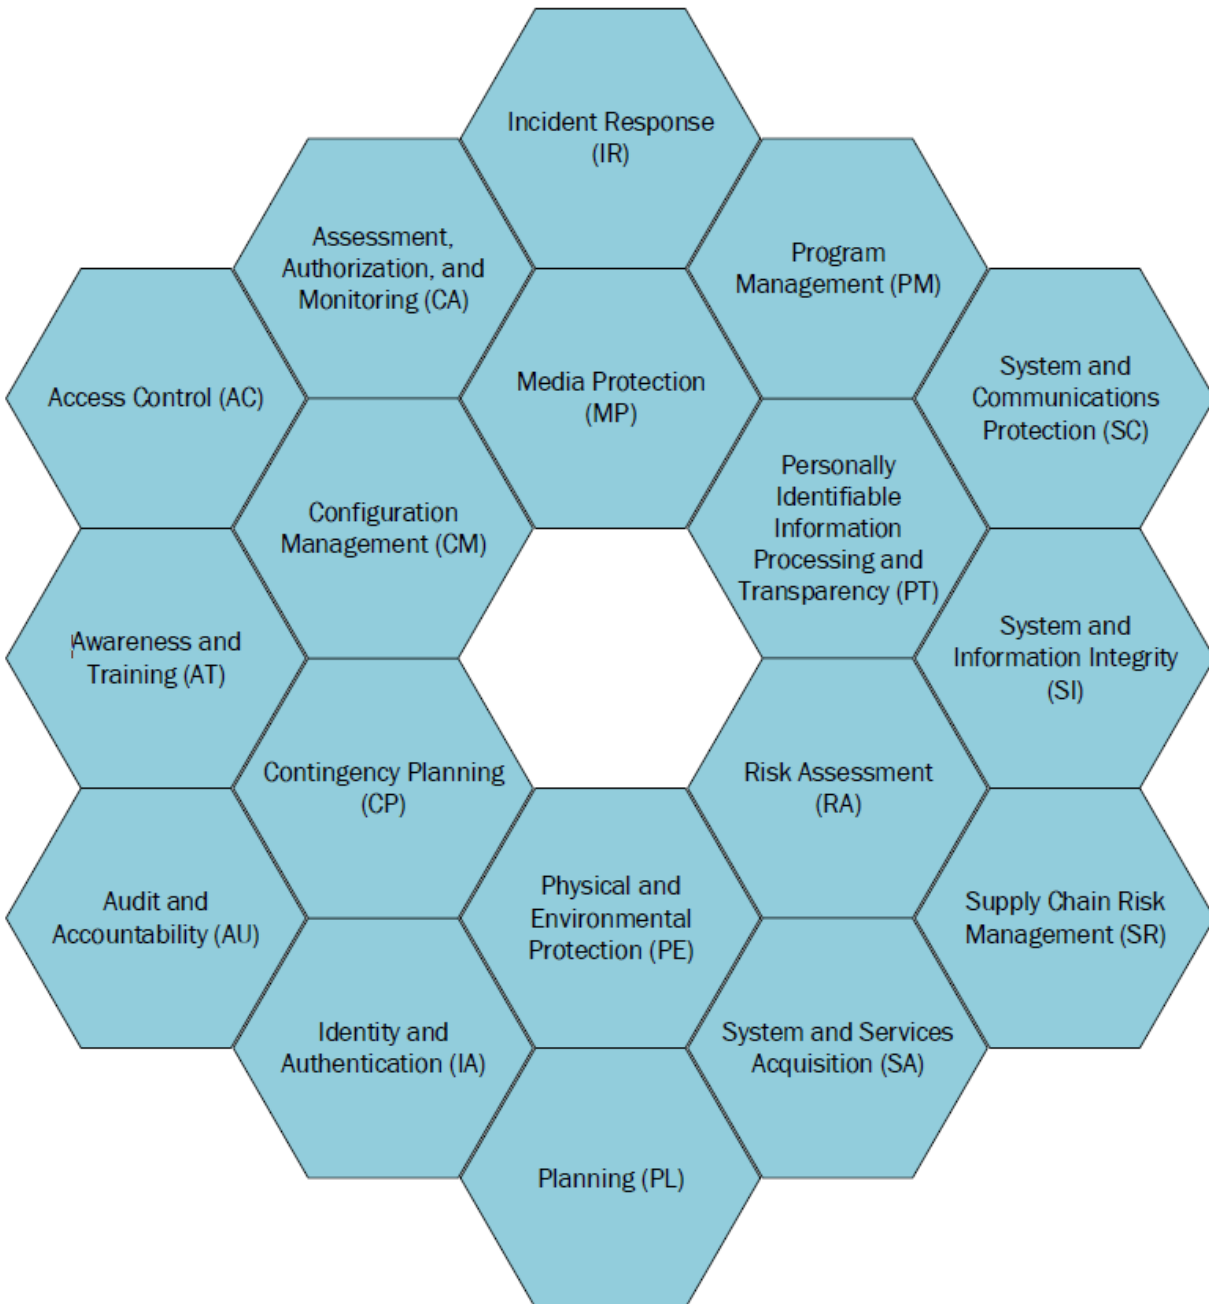 Incident Response
(IR)
Assessment,
Authorization, and
Monitoring (CA)
Program
Management (PM)
Access Control (AC)
Media Protection
(MP)
System and
Communications
Protection (SC)
Configuration
Management (CM)
Personally
Identifiable
Information
Processing and
Transparency (PT)
Awareness and
Training (AT)
System and
Information Integrity
(SI)
Contingency Planning
(CP)
Risk Assessment
(RA)
Audit and
Accountability (AU)
Physical and
Environmental
Protection (PE)
Supply Chain Risk
Management (SR)
Identity and
Authentication (IA)
System and Services
Acquisition (SA)
Planning (PL)